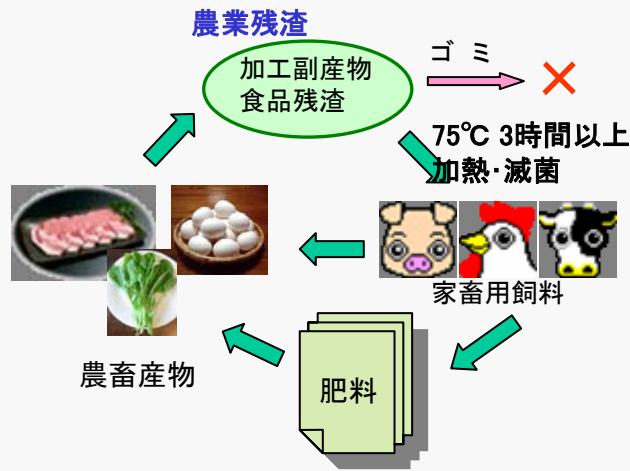 農業残渣
加工副産物
食品残渣
ゴ ミ
75℃ 3時間以上
加熱・滅菌
家畜用飼料
農畜産物
肥料